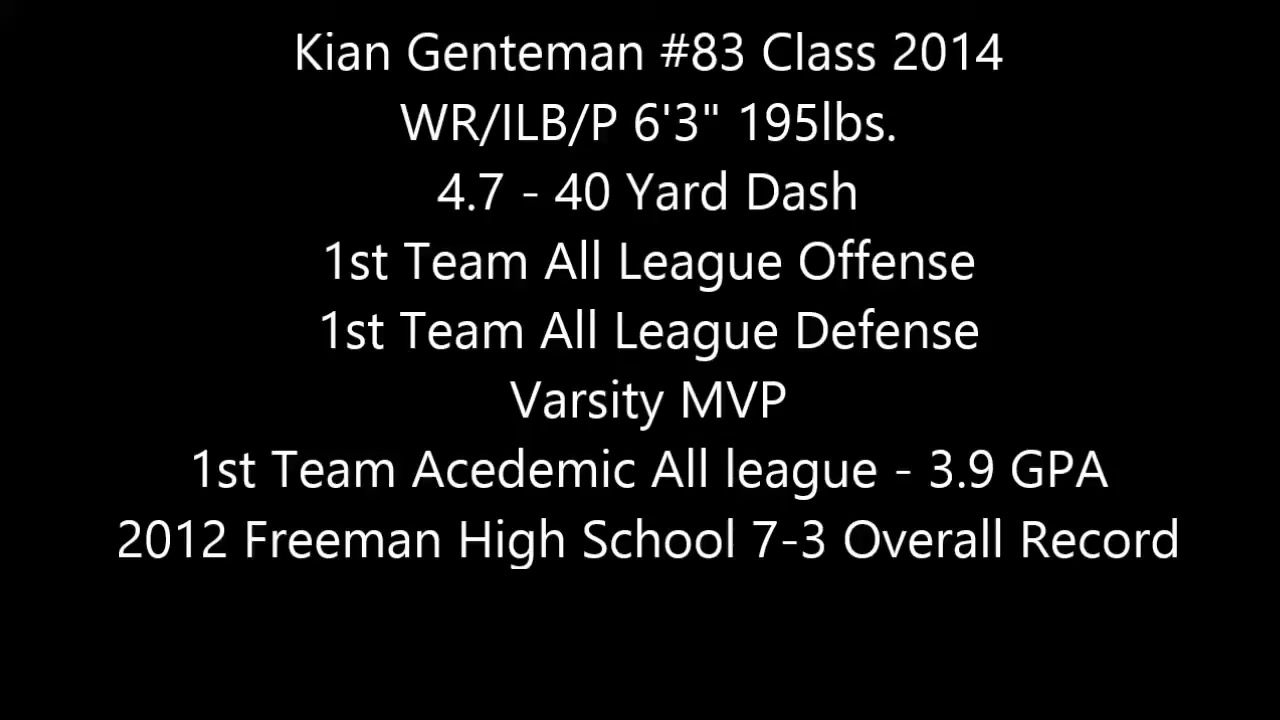 Kian Genteman #83 Class 2014
WR/ILB/P 6'3" 195lbs.
4.7 - 40 Yard Dash
1st Team All League Offense
1st Team All League Defense
Varsity MVP
1st Team Acedemic All league - 3.9 GPA
2012 Freeman High School 7-3 Overall Record